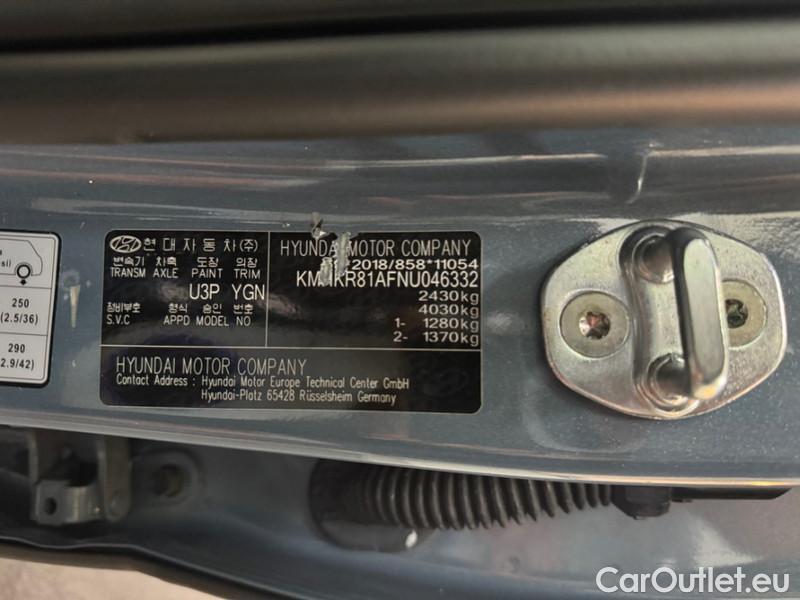 현대자동차(주)
변속기 차축 도장 의장
TRANSM AXLE PAINT TRIM
U3P YGN
정비부호 형식 승인 번호
S.V.C APPD MODEL NO
HYUNDAI MOTOR COMPANY
2018/858*11054
KR81AFNU046332
2430kg
4030kg
1- 1280kg
2- 1370kg
HYUNDAI MOTOR COMPANY
Contact Address : Hyundai Motor Europe Technical Center GmbH
Hyundai-Platz 65428 Rüsselsheim Germany
250
(2.5/36)
290
2.9/42)
CarOutlet.eu